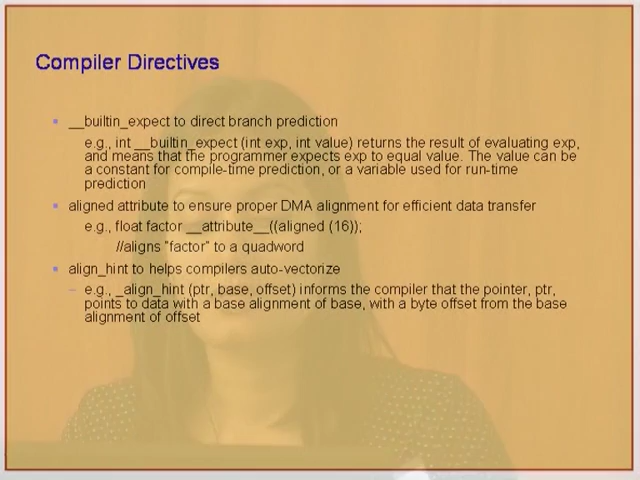 Compiler Directives
__builtin_expect to direct branch prediction
e.g., int __builtin_expect (int exp, int value) returns the result of evaluating exp,
and means that the programmer expects exp to equal value. The value can be
a constant for compile-time prediction, or a variable used for run-time
prediction
aligned attribute to ensure proper DMA alignment for efficient data transfer
e.g., float factor __attribute__((aligned (16));
//aligns "factor" to a quadword
align_hint to helps compilers auto-vectorize
– e.g., _align_hint (ptr, base, offset) informs the compiler that the pointer, ptr,
points to data with a base alignment of base, with a byte offset from the base
alignment of offset